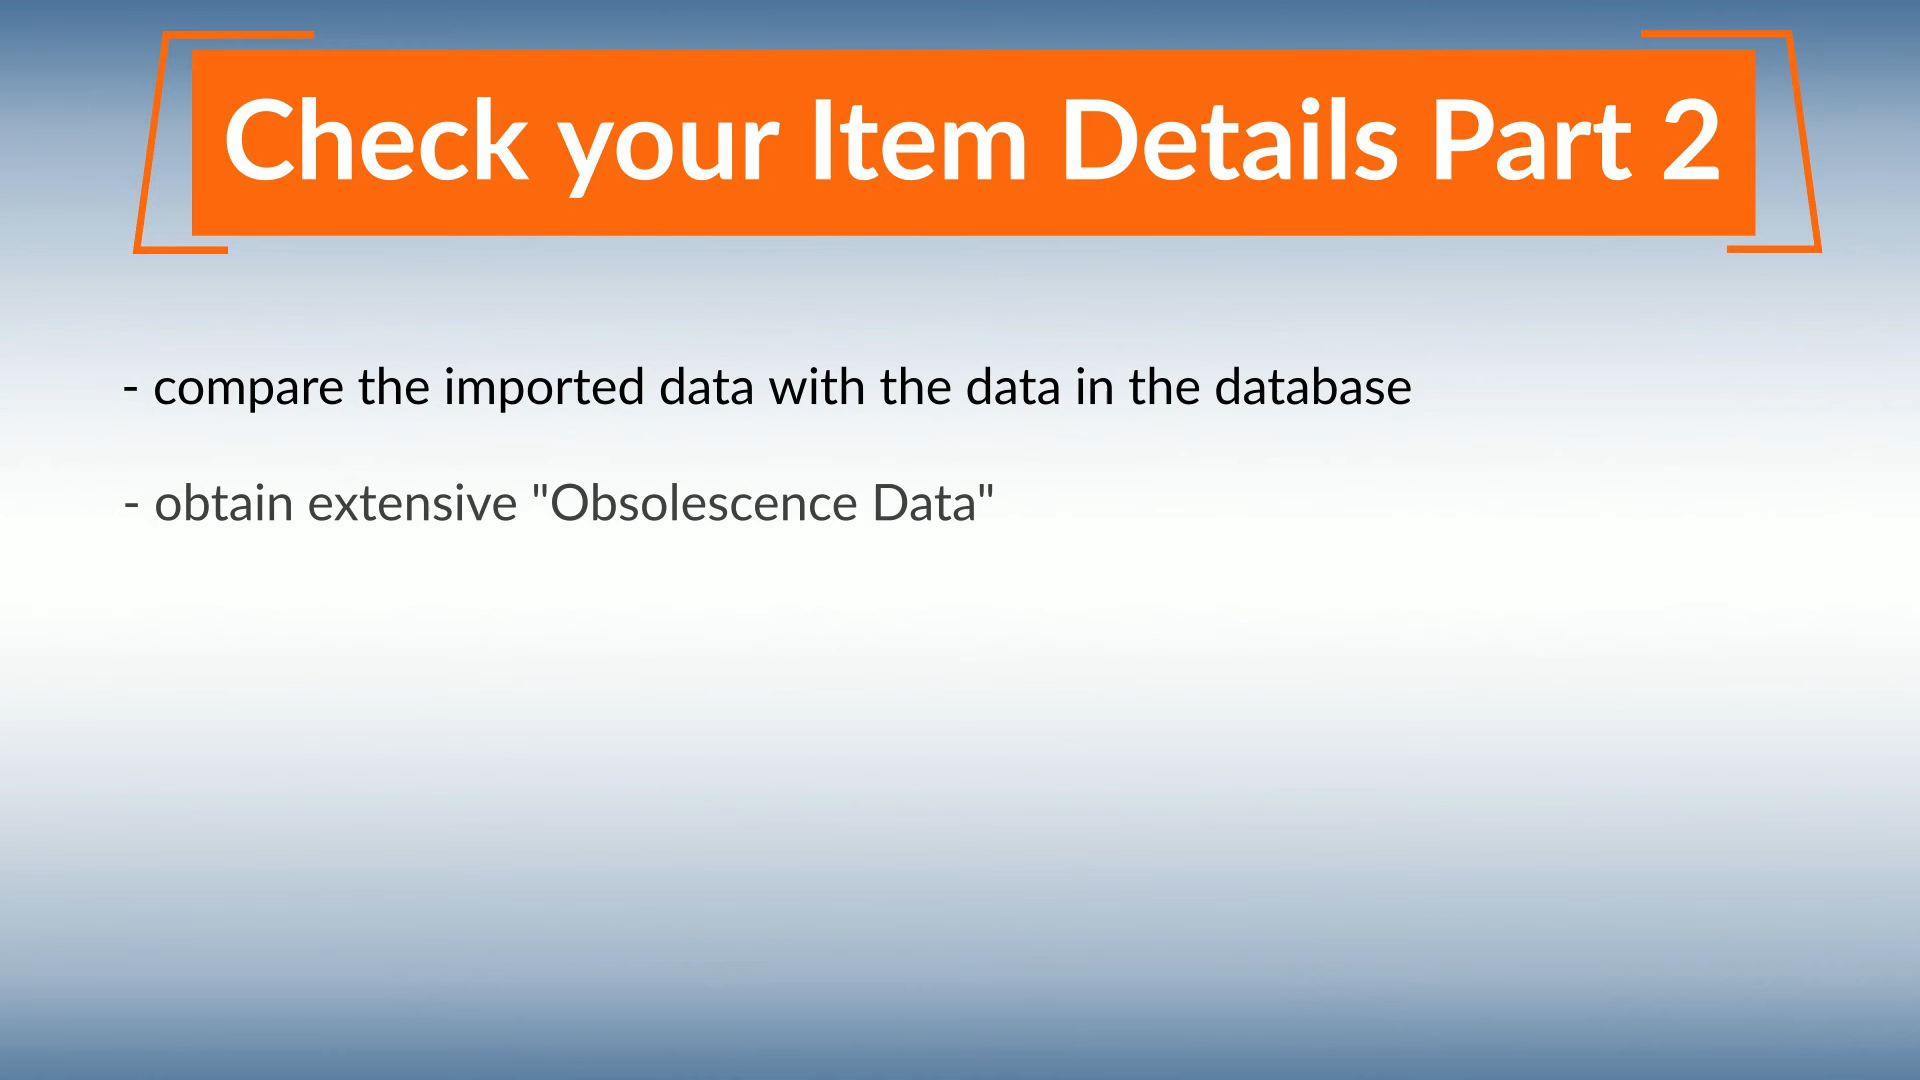 Check your Item Details Part 2
- compare the imported data with the data in the database
- obtain extensive "Obsolescence Data"